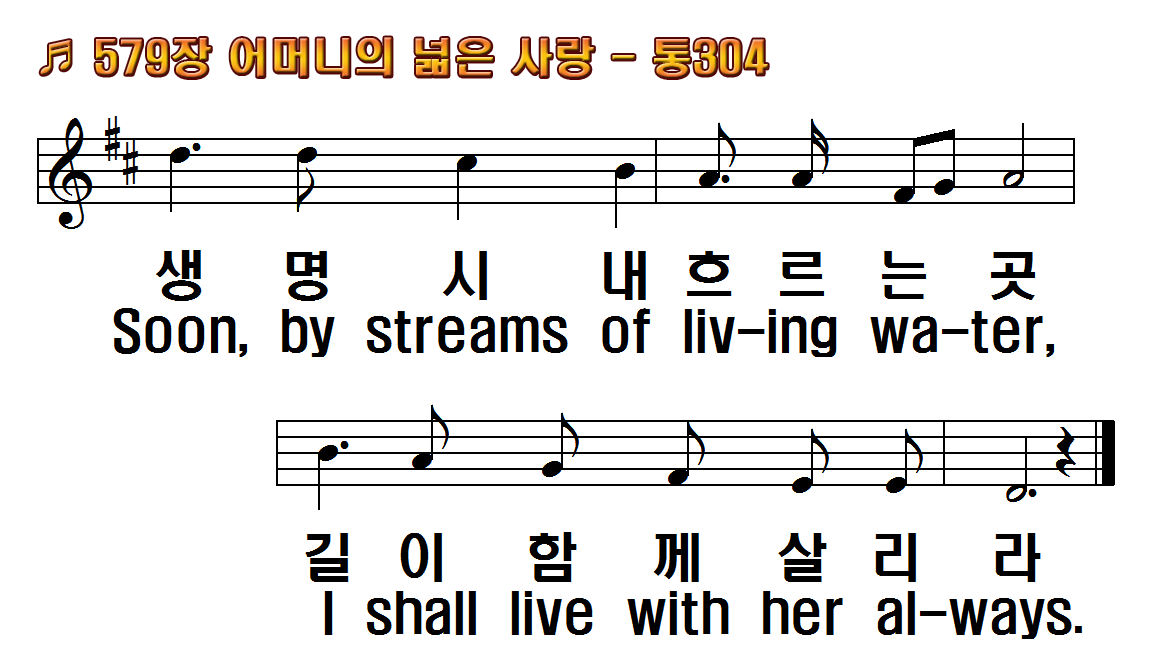 ♬ 579장 어머니의 넓은 사랑 - 통304
생 명 시 내 흐 르 는 곳
Soon, by streams of liv-ing wa-ter,
길 이 함 께 살 리 라
I shall live with her al-ways.